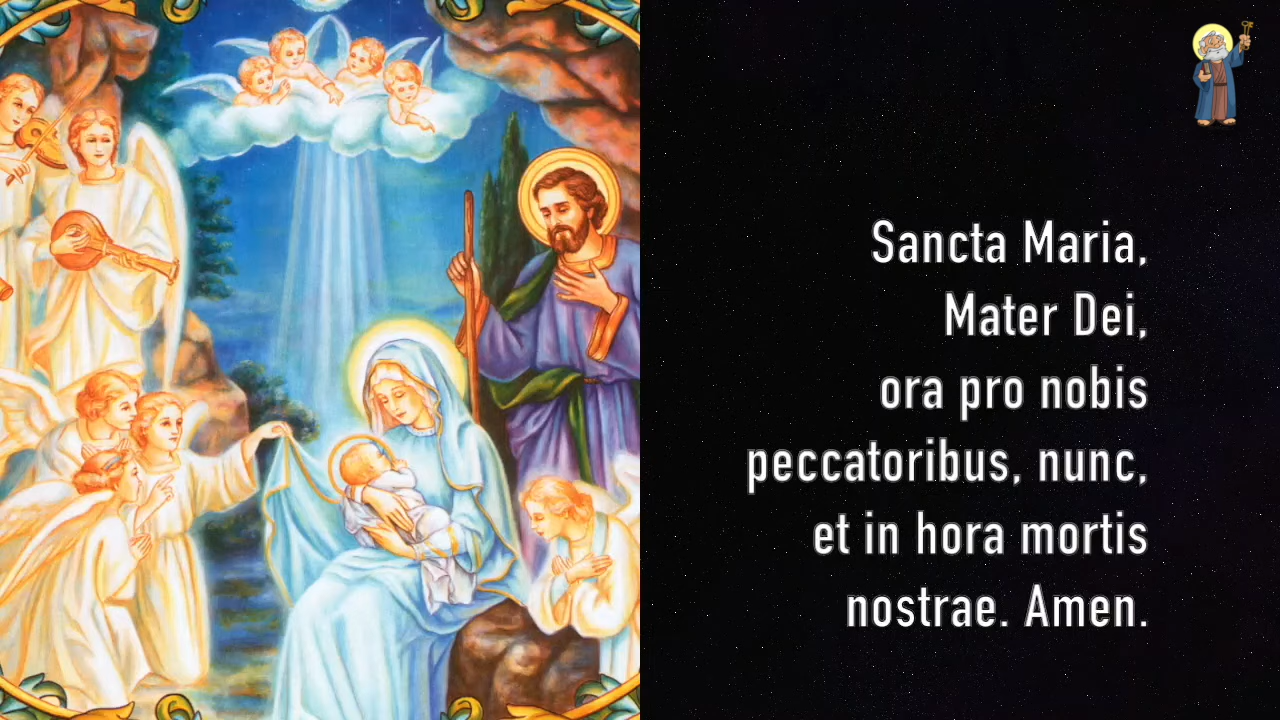 Sancta Maria,
Mater Dei,
ora pro nobis
peccatoribus, nunc,
et in hora mortis
nostrae. Amen.